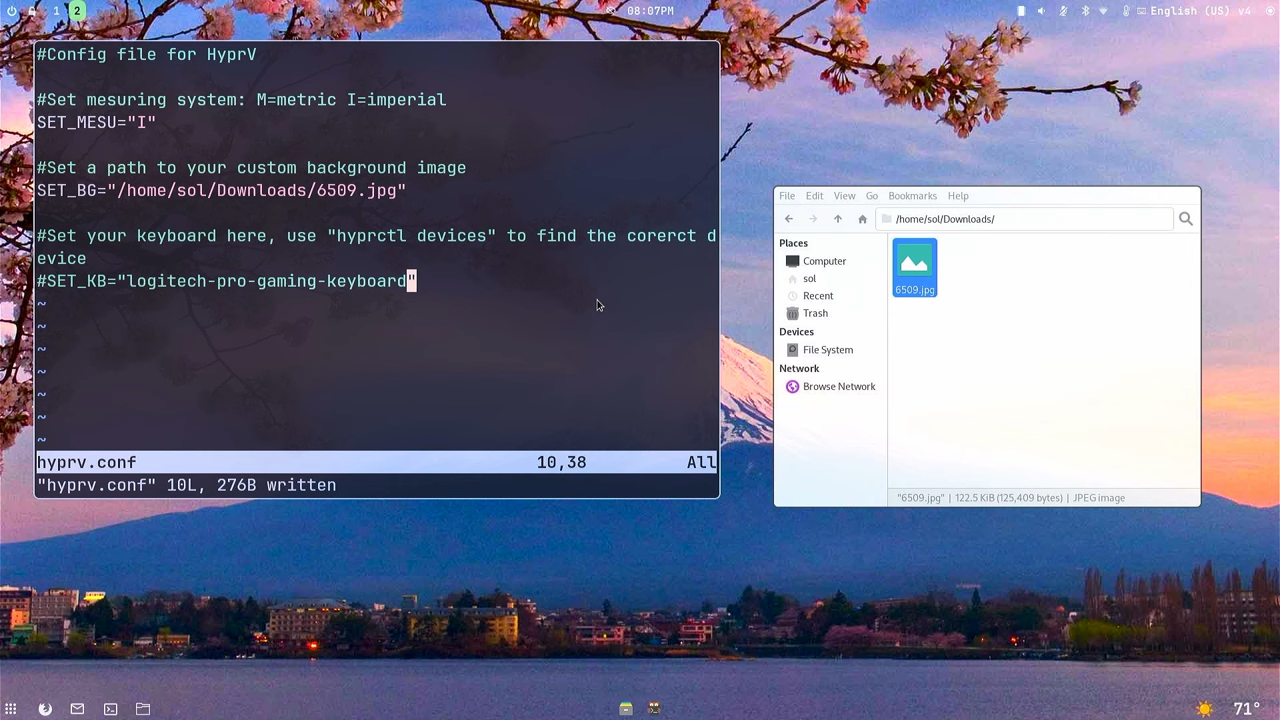 1 2 08:07PM English (US) v4
#Config file for HyprV
#Set mesuring system: M=metric I=imperial
SET_MESU="I"
#Set a path to your custom background image
SET_BG="/home/sol/Downloads/6509.jpg"
#Set your keyboard here, use "hyprctl devices" to find the corerct d
evice
#SET_KB="logitech-pro-gaming-keyboard"
~
~
~
~
~
~
~
hyprv.conf 10,38 All
"hyprv.conf" 10L, 276B written
File Edit View Go Bookmarks Help
/home/sol/Downloads/
Places
Computer
sol
Recent
Trash
Devices
File System
Network
Browse Network
6509.jpg
"6509.jpg" | 122.5 KiB (125,409 bytes) | JPEG image
71°